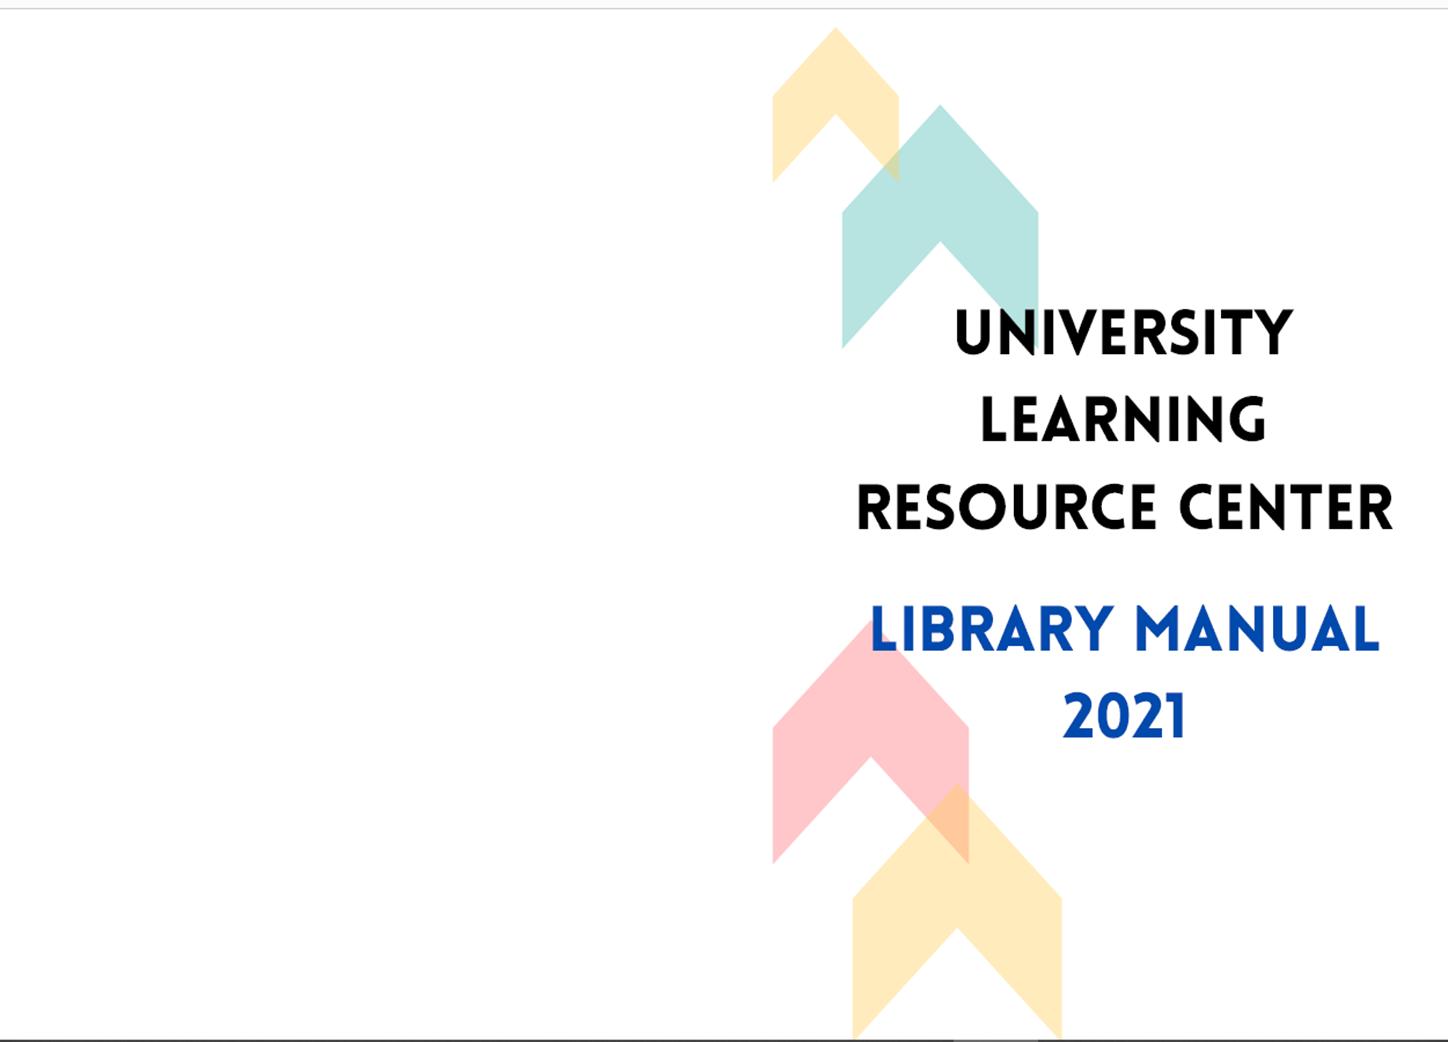 UNIVERSITY
LEARNING
RESOURCE CENTER
LIBRARY MANUAL
2021